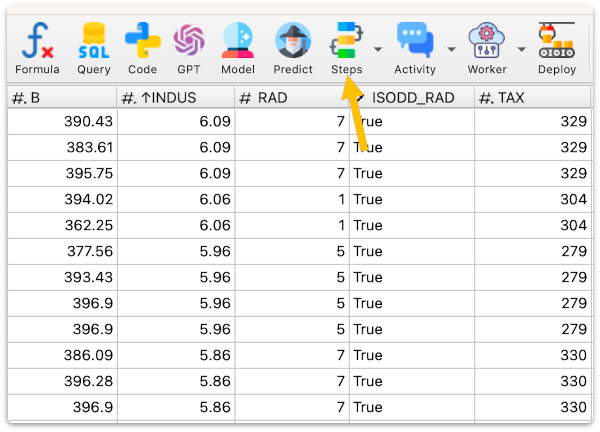 fx
SQL
Formula Query Code GPT Model Predict Steps Activity Worker Deploy
#. B #. ↑INDUS # RAD ISODD_RAD #. TAX
390.43 6.09 7 True 329
383.61 6.09 7 True 329
395.75 6.09 7 True 329
394.02 6.06 1 True 304
362.25 6.06 1 True 304
377.56 5.96 5 True 279
393.43 5.96 5 True 279
396.9 5.96 5 True 279
396.9 5.96 5 True 279
386.09 5.86 7 True 330
396.28 5.86 7 True 330
396.9 5.86 7 True 330